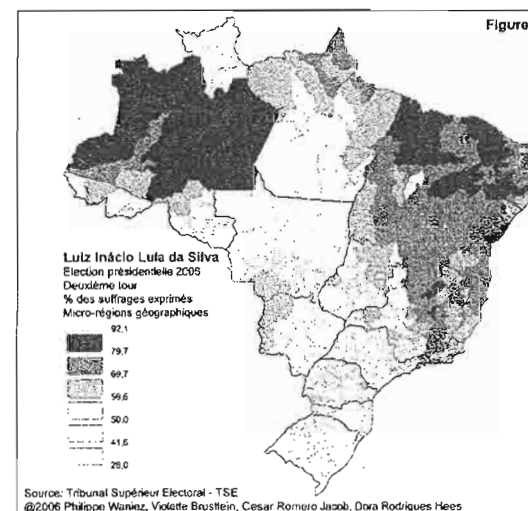 Figure
Luiz Inácio Lula da Silva
Election présidentielle 2006
Deuxième tour
% des suffrages exprimés
Micro-régions géographiques
92,1
79,7
69,7
59,6
50,0
41,6
28,0
Source: Tribunal Supérieur Electoral - TSE
@2006 Philippe Waniez, Violette Brustlein, Cesar Romero Jacob, Dora Rodrigues Hees